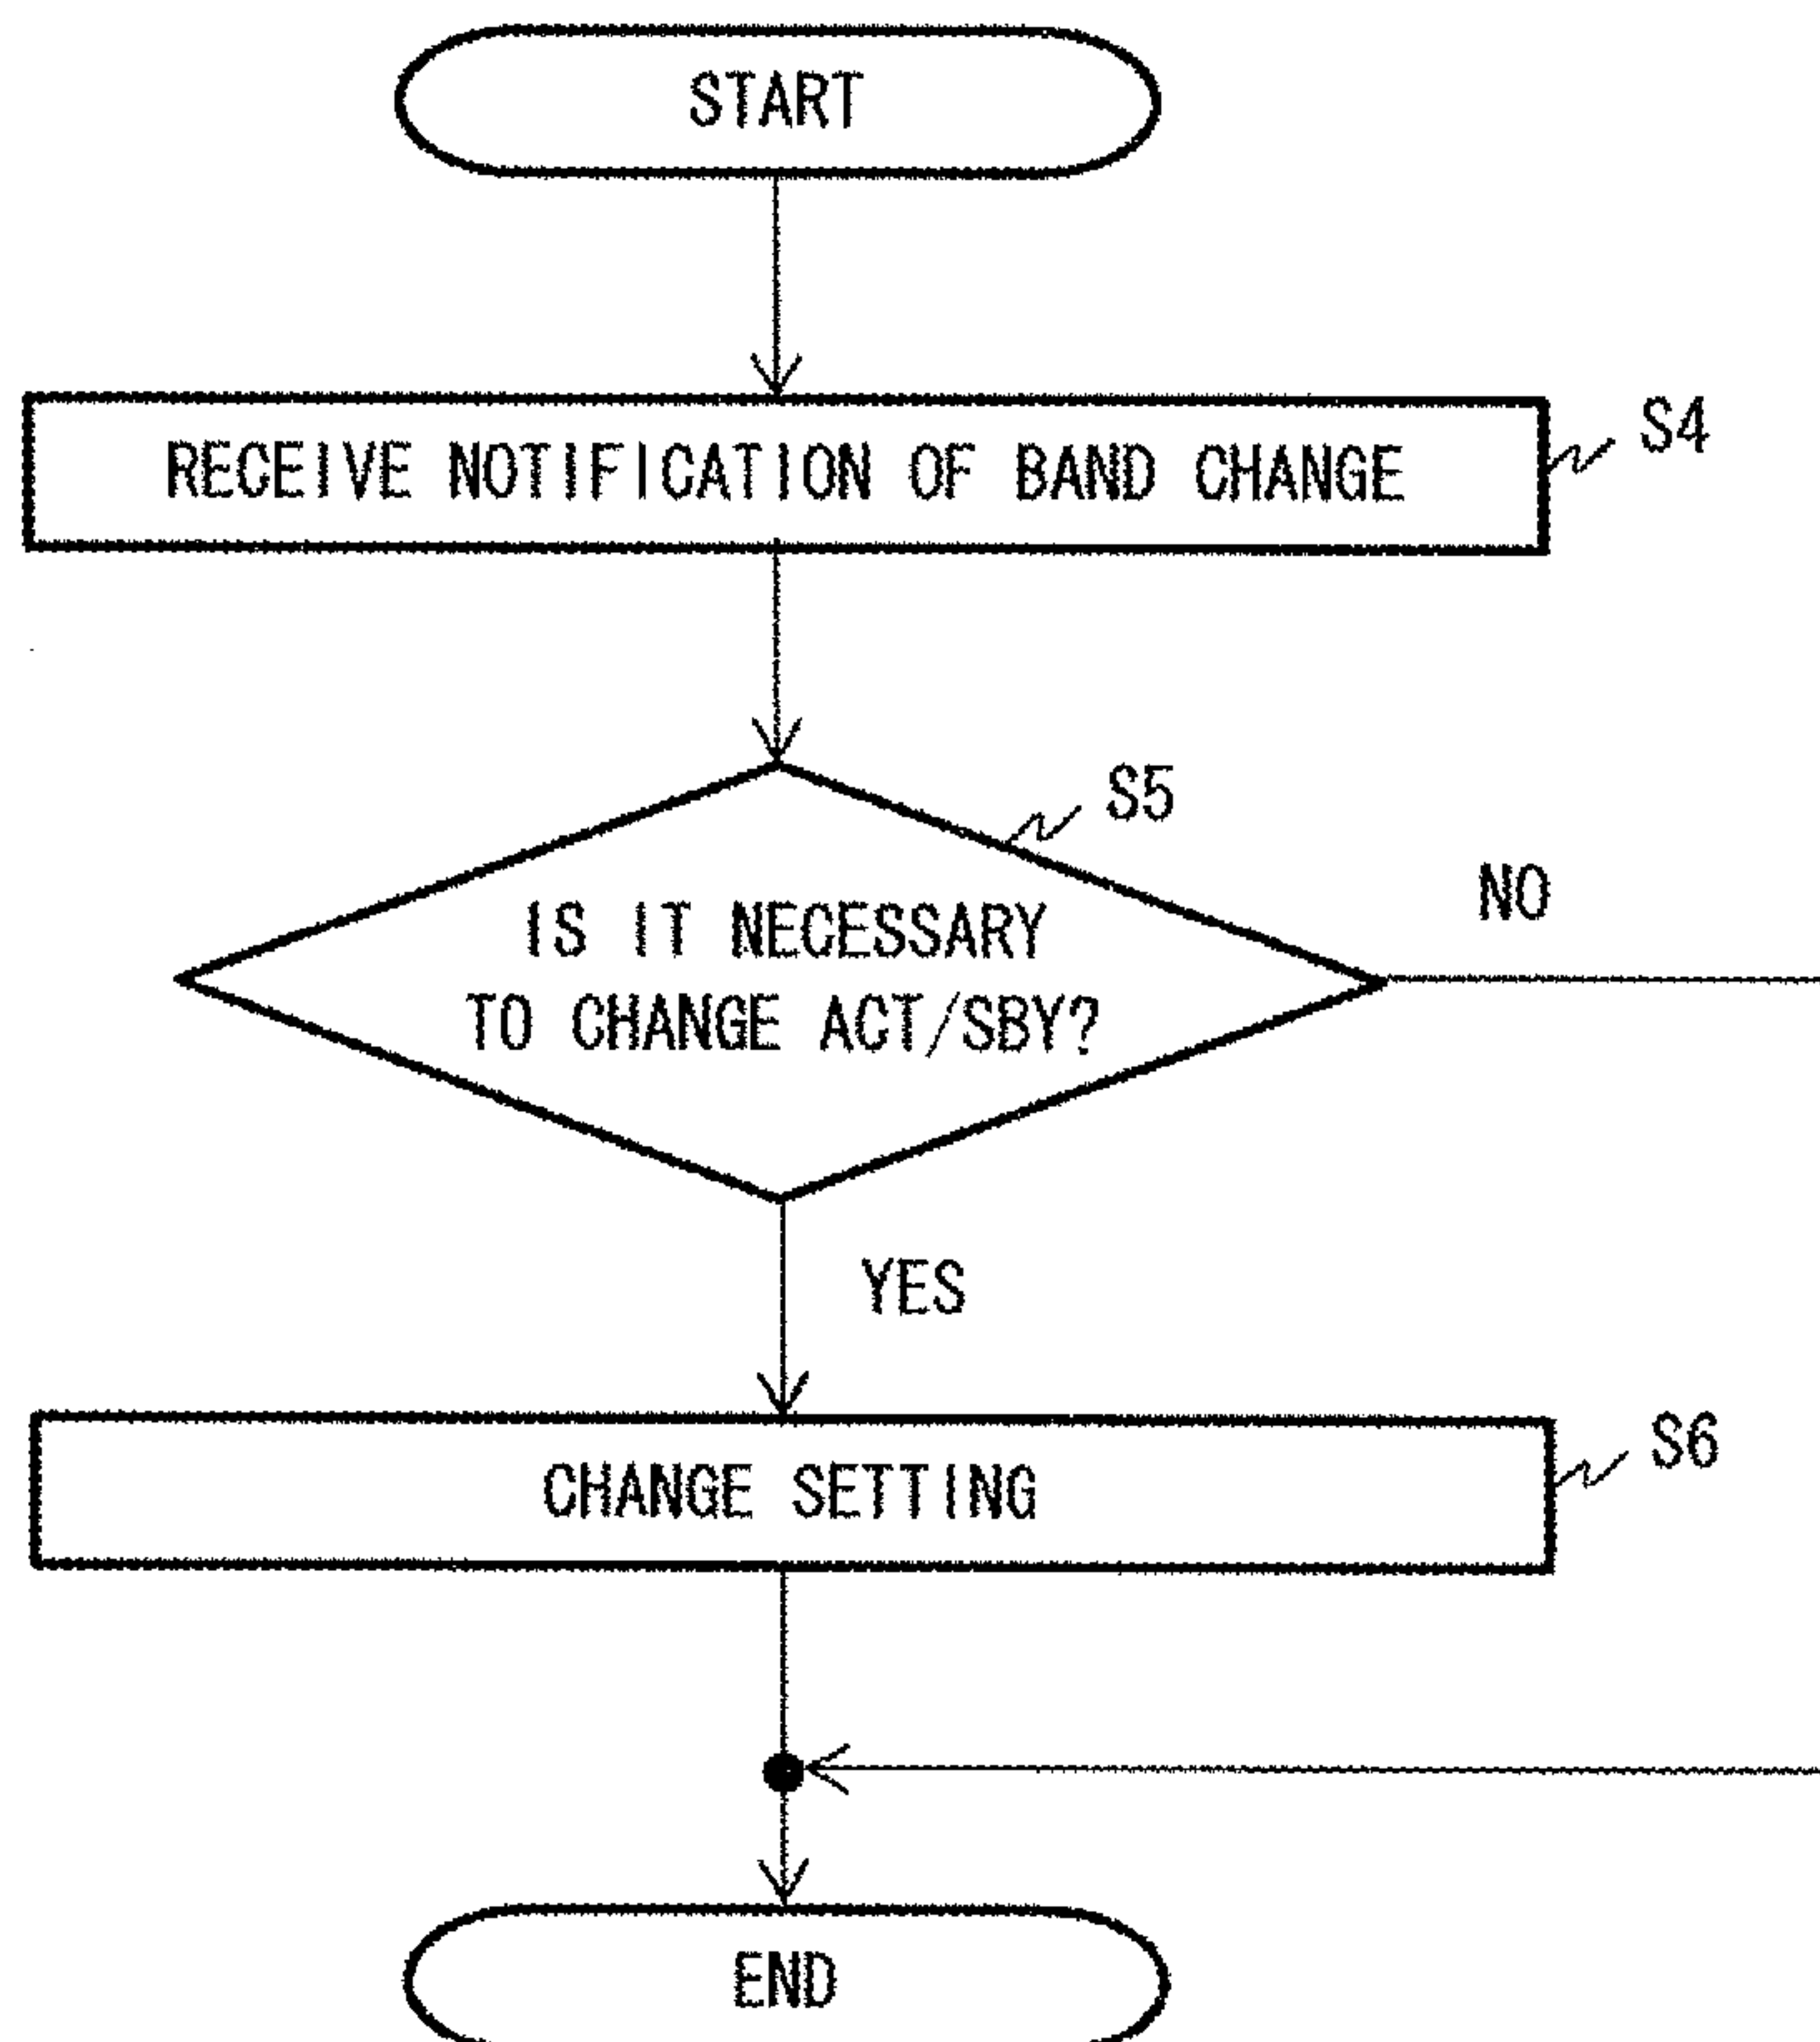 START
RECEIVE NOTIFICATION OF BAND CHANGE
S4
S5
IS IT NECESSARY
TO CHANGE ACT/SBY?
NO
YES
CHANGE SETTING
S6
END